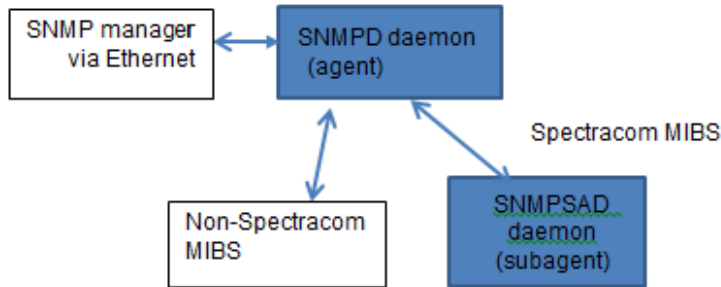 SNMP manager
via Ethernet
SNMPD daemon
(agent)
Spectracom MIBS
Non-Spectracom
MIBS
SNMPSAD
daemon
(subagent)